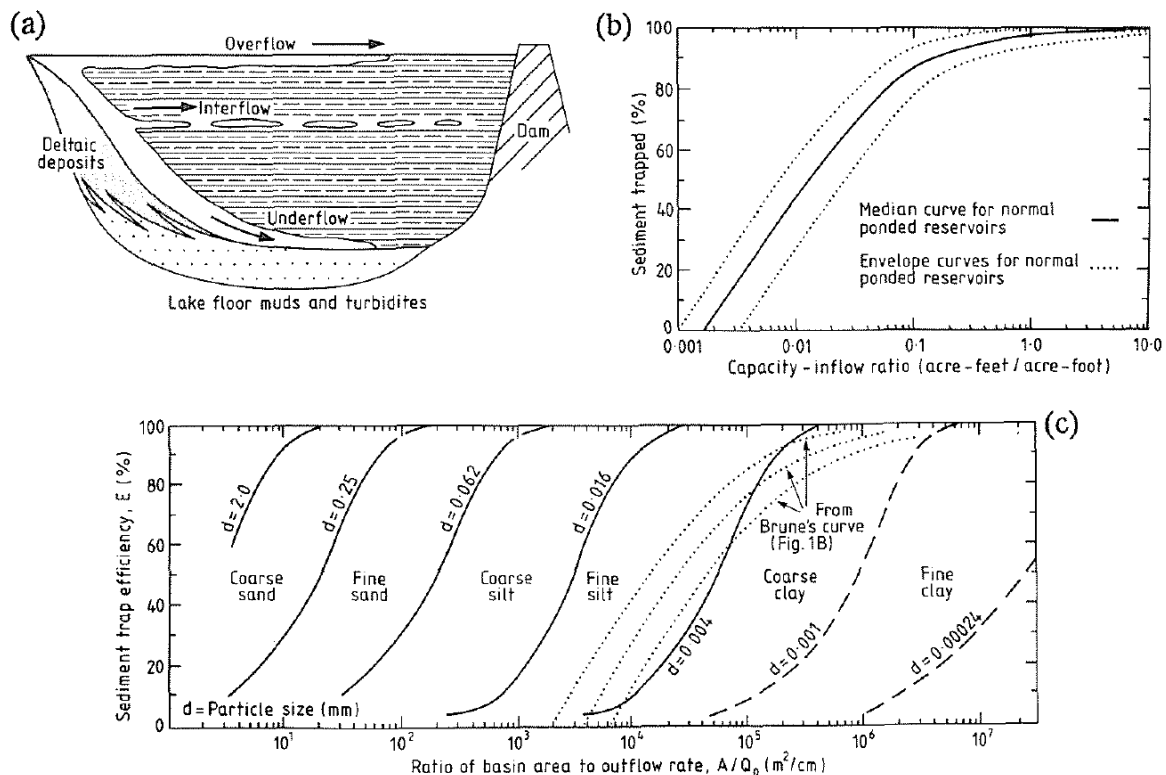 (a)
Overflow
Interflow
Deltaic
deposits
Dam
Underflow
Lake floor muds and turbidites
(b)
Sediment trapped (%)
100
80
60
40
20
0
Median curve for normal
ponded reservoirs
Envelope curves for normal
ponded reservoirs
0·001
0·01
0·1
1·0
10·0
Capacity-inflow ratio (acre-feet/acre-foot)
(c)
Sediment trap efficiency, E (%)
100
80
60
40
20
0
d=2·0
d=0·25
d=0·062
d=0·016
d=0·004
d=0·001
d=0·00024
From
Brune's curve
(Fig. 1B)
Coarse
sand
Fine
sand
Coarse
silt
Fine
silt
Coarse
clay
Fine
clay
d=Particle size (mm)
10¹
10²
10³
10⁴
10⁵
10⁶
10⁷
Ratio of basin area to outflow rate, A/Qₒ (m²/cm)